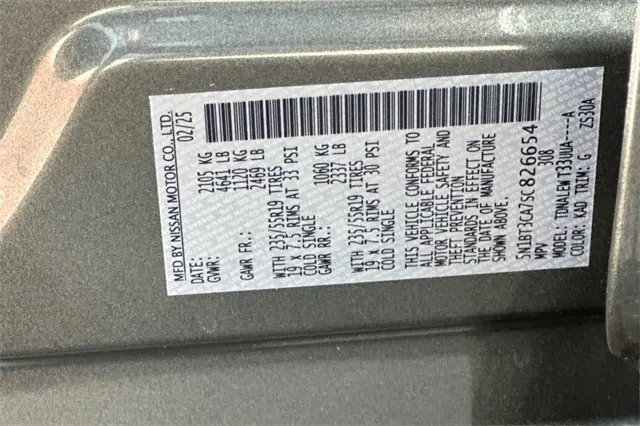 MFD BY NISSAN MOTOR CO., LTD.
DATE: 02/25
GVWR: 2105 KG
4641 LB
GAWR FR: 1120 KG
2469 LB
WITH 235/55R19 TIRES
19 X 7.5 RIMS AT 33 PSI
COLD SINGLE
GAWR RR: 1060 KG
2337 LB
WITH 235/55R19 TIRES
19 X 7.5 RIMS AT 30 PSI
COLD SINGLE
THIS VEHICLE CONFORMS TO
ALL APPLICABLE FEDERAL
MOTOR VEHICLE SAFETY AND
THEFT PREVENTION
STANDARDS IN EFFECT ON
THE DATE OF MANUFACTURE
SHOWN ABOVE.
5N1BT3CA7SC826654
MPV 308
MODEL: TJNALEW T33UUA----A
COLOR: KAD TRIM: G ZS30A